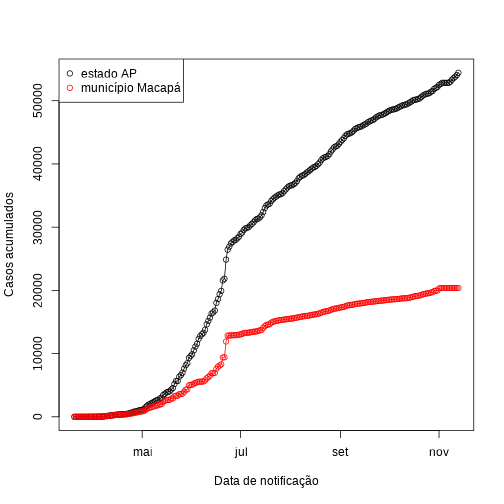 estado AP
município Macapá
Casos acumulados
50000
40000
30000
20000
10000
0
mai jul set nov
Data de notificação